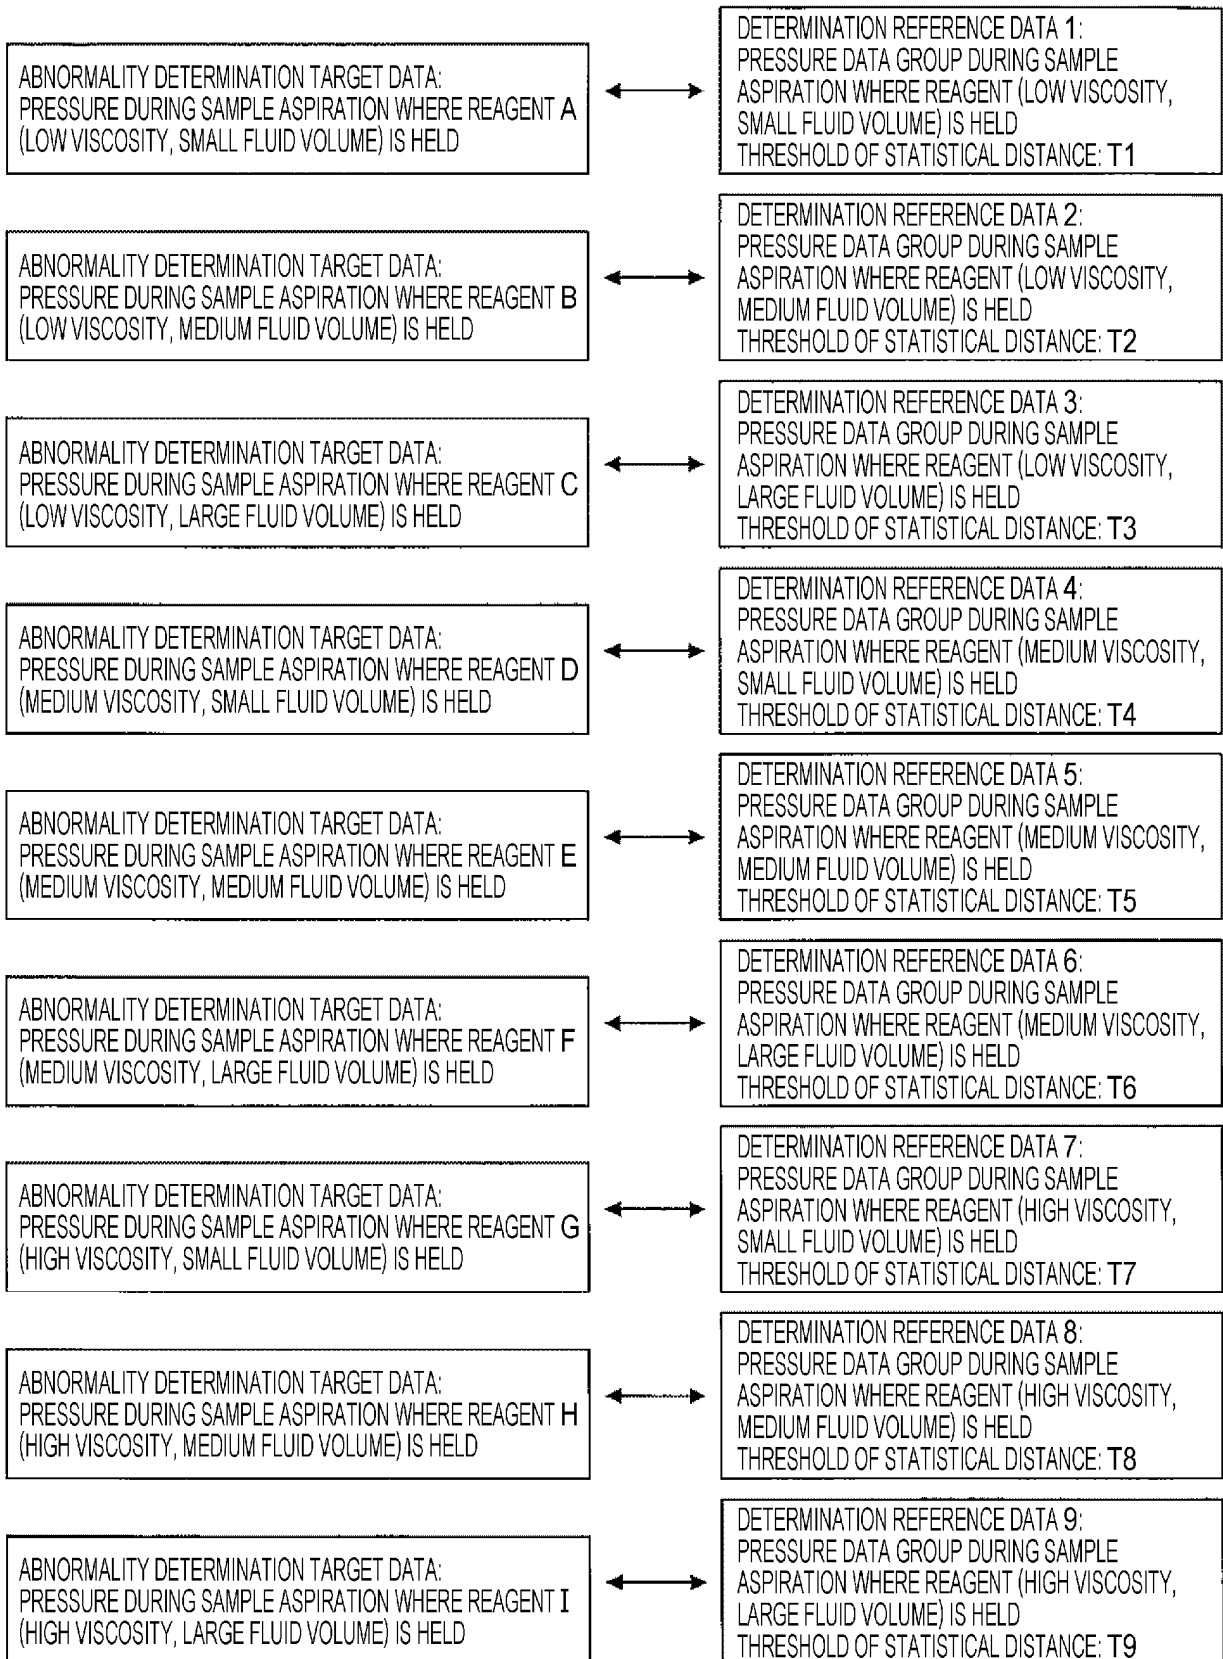 ABNORMALITY DETERMINATION TARGET DATA:
PRESSURE DURING SAMPLE ASPIRATION WHERE REAGENT A
(LOW VISCOSITY, SMALL FLUID VOLUME) IS HELD
DETERMINATION REFERENCE DATA 1:
PRESSURE DATA GROUP DURING SAMPLE
ASPIRATION WHERE REAGENT (LOW VISCOSITY,
SMALL FLUID VOLUME) IS HELD
THRESHOLD OF STATISTICAL DISTANCE: T1
ABNORMALITY DETERMINATION TARGET DATA:
PRESSURE DURING SAMPLE ASPIRATION WHERE REAGENT B
(LOW VISCOSITY, MEDIUM FLUID VOLUME) IS HELD
DETERMINATION REFERENCE DATA 2:
PRESSURE DATA GROUP DURING SAMPLE
ASPIRATION WHERE REAGENT (LOW VISCOSITY,
MEDIUM FLUID VOLUME) IS HELD
THRESHOLD OF STATISTICAL DISTANCE: T2
ABNORMALITY DETERMINATION TARGET DATA:
PRESSURE DURING SAMPLE ASPIRATION WHERE REAGENT C
(LOW VISCOSITY, LARGE FLUID VOLUME) IS HELD
DETERMINATION REFERENCE DATA 3:
PRESSURE DATA GROUP DURING SAMPLE
ASPIRATION WHERE REAGENT (LOW VISCOSITY,
LARGE FLUID VOLUME) IS HELD
THRESHOLD OF STATISTICAL DISTANCE: T3
ABNORMALITY DETERMINATION TARGET DATA:
PRESSURE DURING SAMPLE ASPIRATION WHERE REAGENT D
(MEDIUM VISCOSITY, SMALL FLUID VOLUME) IS HELD
DETERMINATION REFERENCE DATA 4:
PRESSURE DATA GROUP DURING SAMPLE
ASPIRATION WHERE REAGENT (MEDIUM VISCOSITY,
SMALL FLUID VOLUME) IS HELD
THRESHOLD OF STATISTICAL DISTANCE: T4
ABNORMALITY DETERMINATION TARGET DATA:
PRESSURE DURING SAMPLE ASPIRATION WHERE REAGENT E
(MEDIUM VISCOSITY, MEDIUM FLUID VOLUME) IS HELD
DETERMINATION REFERENCE DATA 5:
PRESSURE DATA GROUP DURING SAMPLE
ASPIRATION WHERE REAGENT (MEDIUM VISCOSITY,
MEDIUM FLUID VOLUME) IS HELD
THRESHOLD OF STATISTICAL DISTANCE: T5
ABNORMALITY DETERMINATION TARGET DATA:
PRESSURE DURING SAMPLE ASPIRATION WHERE REAGENT F
(MEDIUM VISCOSITY, LARGE FLUID VOLUME) IS HELD
DETERMINATION REFERENCE DATA 6:
PRESSURE DATA GROUP DURING SAMPLE
ASPIRATION WHERE REAGENT (MEDIUM VISCOSITY,
LARGE FLUID VOLUME) IS HELD
THRESHOLD OF STATISTICAL DISTANCE: T6
ABNORMALITY DETERMINATION TARGET DATA:
PRESSURE DURING SAMPLE ASPIRATION WHERE REAGENT G
(HIGH VISCOSITY, SMALL FLUID VOLUME) IS HELD
DETERMINATION REFERENCE DATA 7:
PRESSURE DATA GROUP DURING SAMPLE
ASPIRATION WHERE REAGENT (HIGH VISCOSITY,
SMALL FLUID VOLUME) IS HELD
THRESHOLD OF STATISTICAL DISTANCE: T7
ABNORMALITY DETERMINATION TARGET DATA:
PRESSURE DURING SAMPLE ASPIRATION WHERE REAGENT H
(HIGH VISCOSITY, MEDIUM FLUID VOLUME) IS HELD
DETERMINATION REFERENCE DATA 8:
PRESSURE DATA GROUP DURING SAMPLE
ASPIRATION WHERE REAGENT (HIGH VISCOSITY,
MEDIUM FLUID VOLUME) IS HELD
THRESHOLD OF STATISTICAL DISTANCE: T8
ABNORMALITY DETERMINATION TARGET DATA:
PRESSURE DURING SAMPLE ASPIRATION WHERE REAGENT I
(HIGH VISCOSITY, LARGE FLUID VOLUME) IS HELD
DETERMINATION REFERENCE DATA 9:
PRESSURE DATA GROUP DURING SAMPLE
ASPIRATION WHERE REAGENT (HIGH VISCOSITY,
LARGE FLUID VOLUME) IS HELD
THRESHOLD OF STATISTICAL DISTANCE: T9